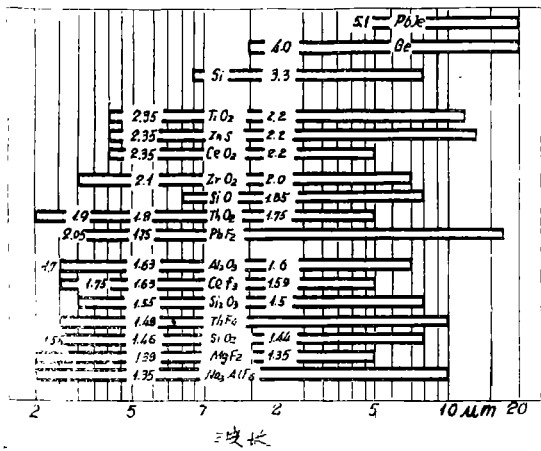 5.1 PbTe
4.0 Ge
Si 3.3
2.35 TiO2 2.2
2.35 ZnS 2.2
2.35 CeO2 2.2
2.1 ZrO2 2.0
SiO 1.85
1.9 1.8 ThO2 1.75
2.05 1.75 PbF2
1.7 1.63 Al2O3 1.6
1.75 1.63 CeF3 1.59
1.55 Si2O3 1.5
1.48 ThF4
1.46 SiO2 1.44
1.39 MgF2 1.35
1.35 Na3AlF6
2 5 7 2 5 10 μm 20
波长